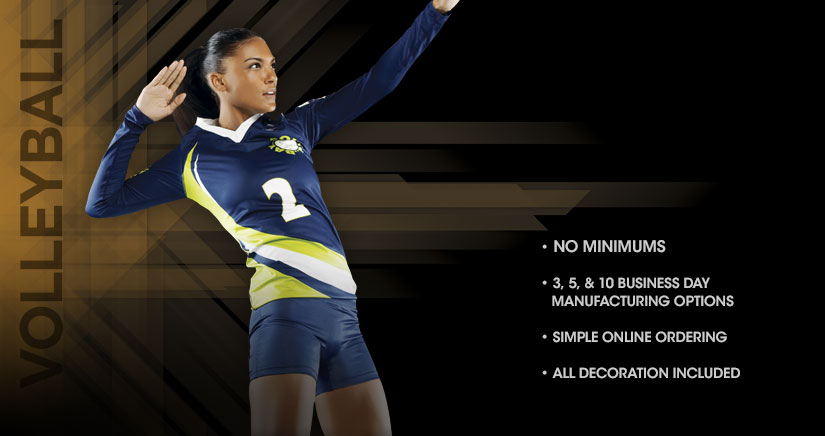 VOLLEYBALL
2
• NO MINIMUMS
• 3, 5, & 10 BUSINESS DAY
MANUFACTURING OPTIONS
• SIMPLE ONLINE ORDERING
• ALL DECORATION INCLUDED